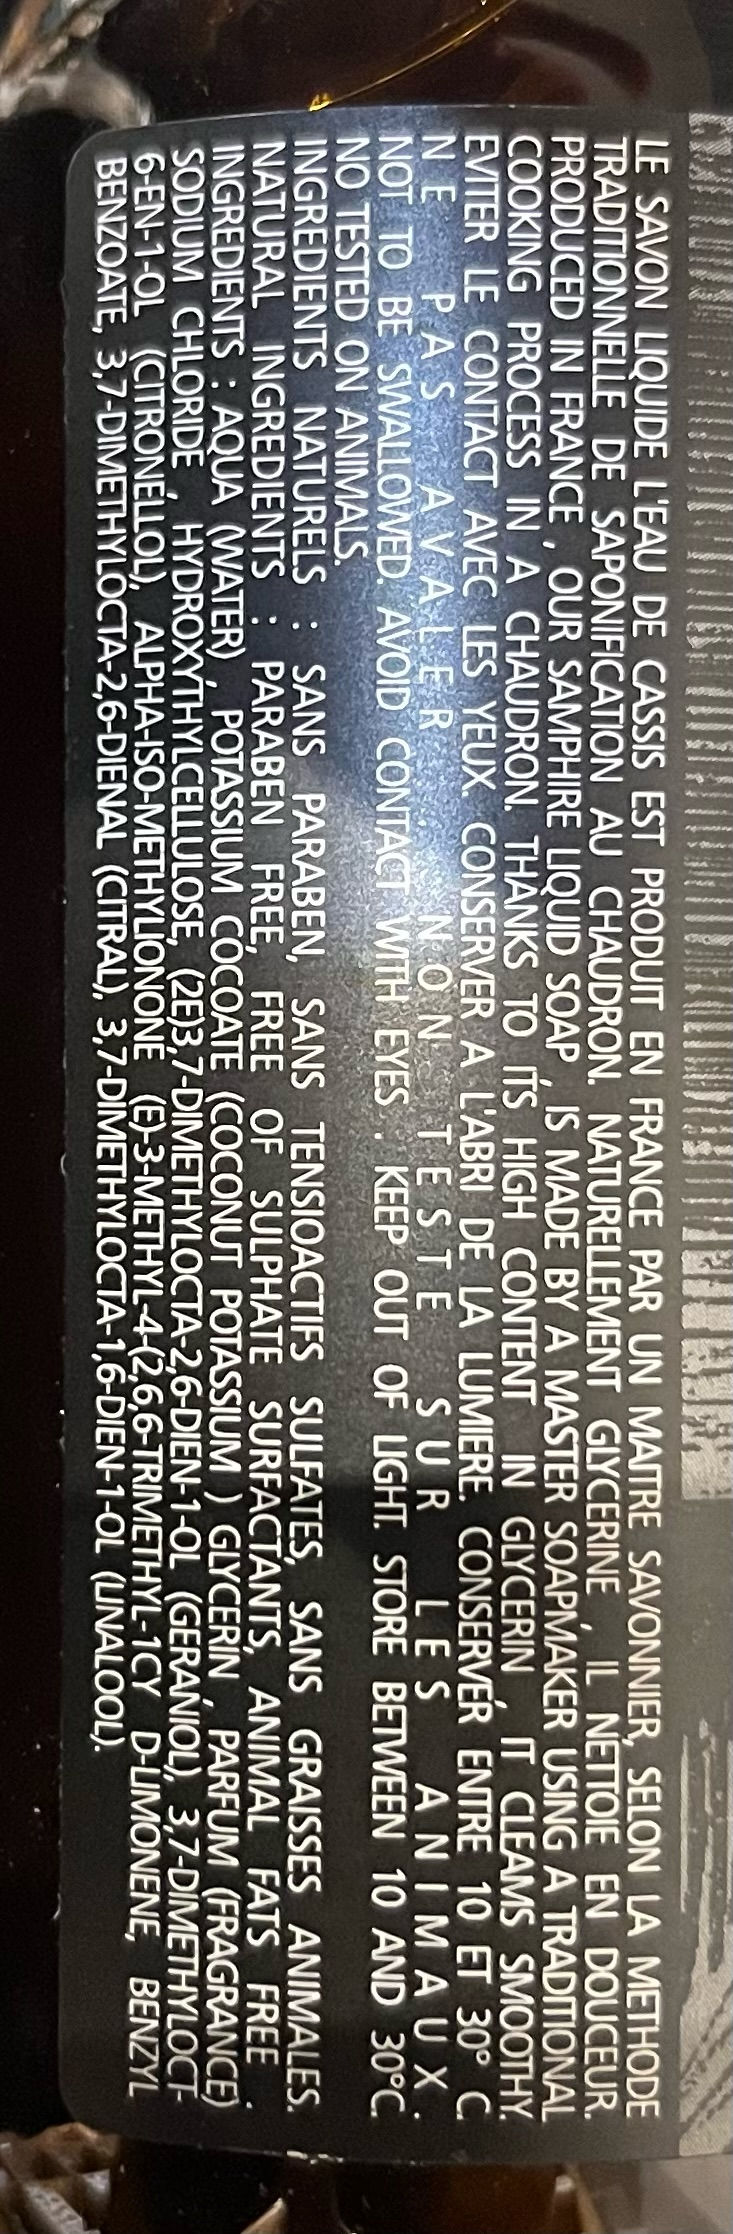 LE SAVON LIQUIDE L'EAU DE CASSIS EST PRODUIT EN FRANCE PAR UN MAITRE SAVONNIER, SELON LA METHODE
TRADITIONNELLE DE SAPONIFICATION AU CHAUDRON. NATURELLEMENT GLYCERINE , IL NETTOIE EN DOUCEUR.
PRODUCED IN FRANCE , OUR SAMPHIRE LIQUID SOAP , IS MADE BY A MASTER SOAPMAKER USING A TRADITIONAL
COOKING PROCESS IN A CHAUDRON. THANKS TO ITS HIGH CONTENT IN GLYCERIN , IT CLEAMS SMOOTHY.
EVITER LE CONTACT AVEC LES YEUX. CONSERVER A L'ABRI DE LA LUMIERE. CONSERVER ENTRE 10 ET 30° C.
NE PAS AVALER. NON TESTE SUR LES ANIMAUX.
NOT TO BE SWALLOWED. AVOID CONTACT WITH EYES . KEEP OUT OF LIGHT. STORE BETWEEN 10 AND 30°C.
NO TESTED ON ANIMALS.
INGREDIENTS NATURELS : SANS PARABEN, SANS TENSIOACTIFS SULFATES, SANS GRAISSES ANIMALES.
NATURAL INGREDIENTS : PARABEN FREE, FREE OF SULPHATE SURFACTANTS, ANIMAL FATS FREE .
INGREDIENTS : AQUA (WATER) , POTASSIUM COCOATE (COCONUT POTASSIUM ) GLYCERIN , PARFUM (FRAGRANCE)
SODIUM CHLORIDE , HYDROXYTHYLCELLULOSE, (2E)3,7-DIMETHYLOCTA-2,6-DIEN-1-OL (GERANIOL), 3,7-DIMETHYLOCT-
6-EN-1-OL (CITRONELLOL), ALPHA-ISO-METHYLIONONE (E)-3-METHYL-4-(2,6,6-TRIMETHYL-1CY D-LIMONENE, BENZYL
BENZOATE, 3,7-DIMETHYLOCTA-2,6-DIENAL (CITRAL), 3,7-DIMETHYLOCTA-1,6-DIEN-1-OL (LINALOOL).